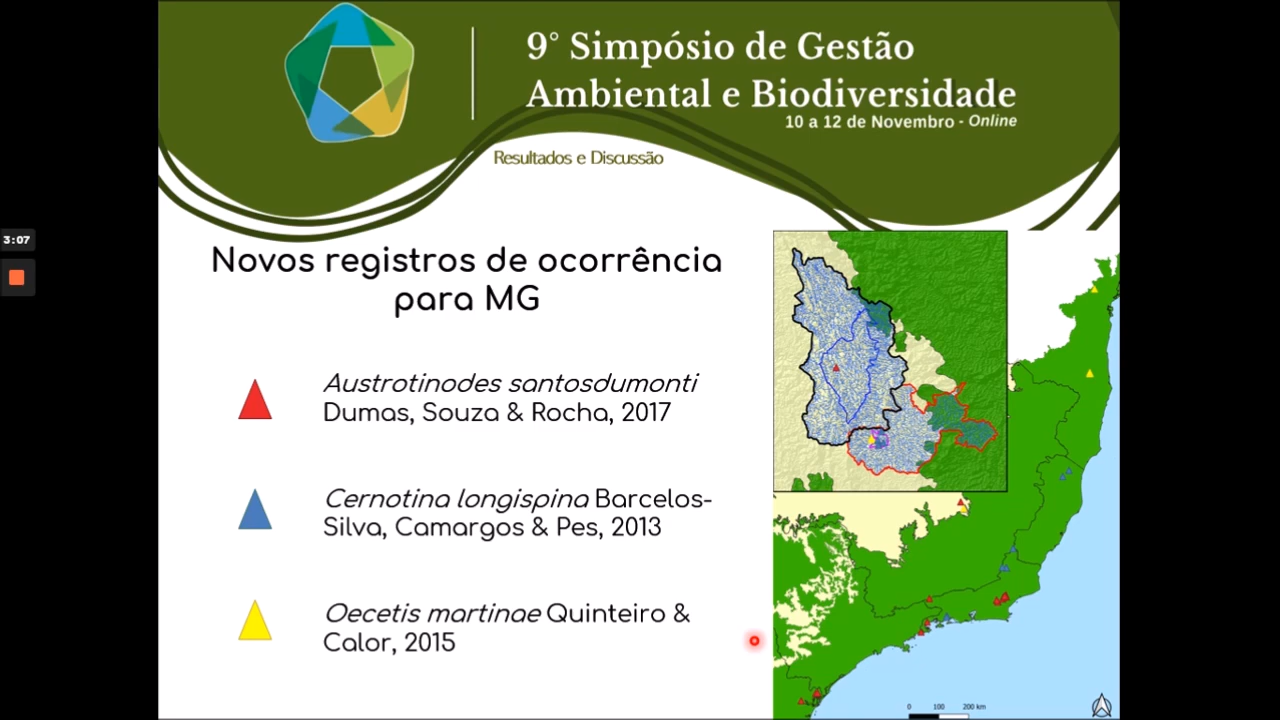 9° Simpósio de Gestão
Ambiental e Biodiversidade
10 a 12 de Novembro - Online
Resultados e Discussão
3:07
Novos registros de ocorrência
para MG
Austrotinodes santosdumonti
Dumas, Souza & Rocha, 2017
Cernotina longispina Barcelos-
Silva, Camargos & Pes, 2013
Oecetis martinae Quinteiro &
Calor, 2015
0 100 200 km